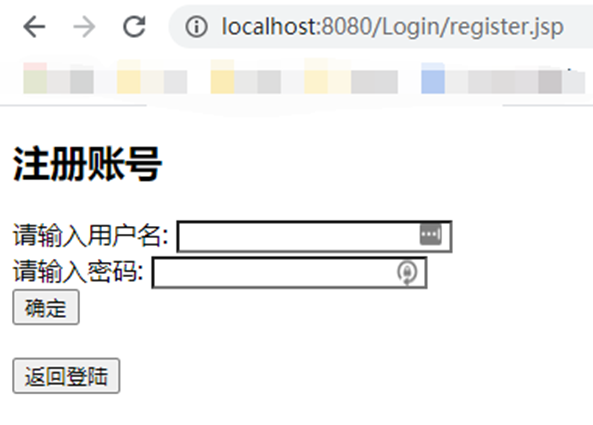 localhost:8080/Login/register.jsp
注册账号
请输入用户名:
请输入密码:
确定
返回登陆